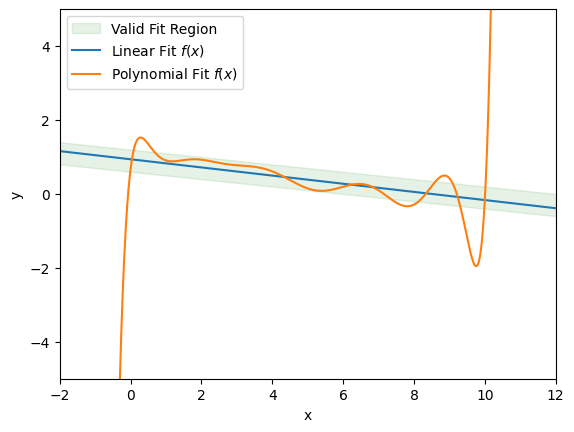 Valid Fit Region
Linear Fit f(x)
Polynomial Fit f(x)
4
2
0
−2
−4
y
−2 0 2 4 6 8 10 12
x